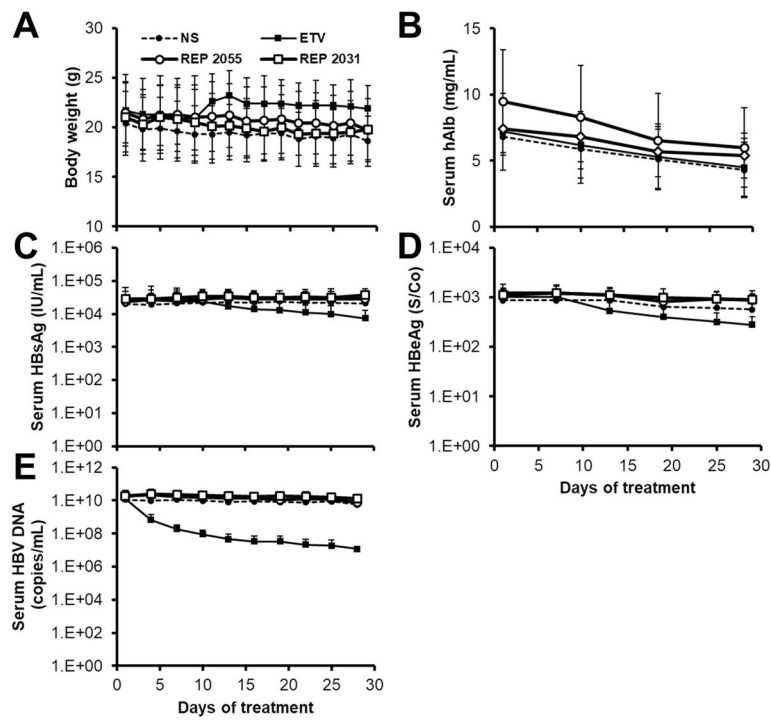 A
NS
ETV
REP 2055
REP 2031
Body weight (g)
30
25
20
15
10
B
Serum hAlb (mg/mL)
15
10
5
0
C
Serum HBsAg (IU/mL)
1.E+06
1.E+05
1.E+04
1.E+03
1.E+02
1.E+01
1.E+00
D
Serum HBeAg (S/Co)
1.E+04
1.E+03
1.E+02
1.E+01
1.E+00
0 5 10 15 20 25 30
Days of treatment
E
Serum HBV DNA
(copies/mL)
1.E+12
1.E+10
1.E+08
1.E+06
1.E+04
1.E+02
1.E+00
0 5 10 15 20 25 30
Days of treatment